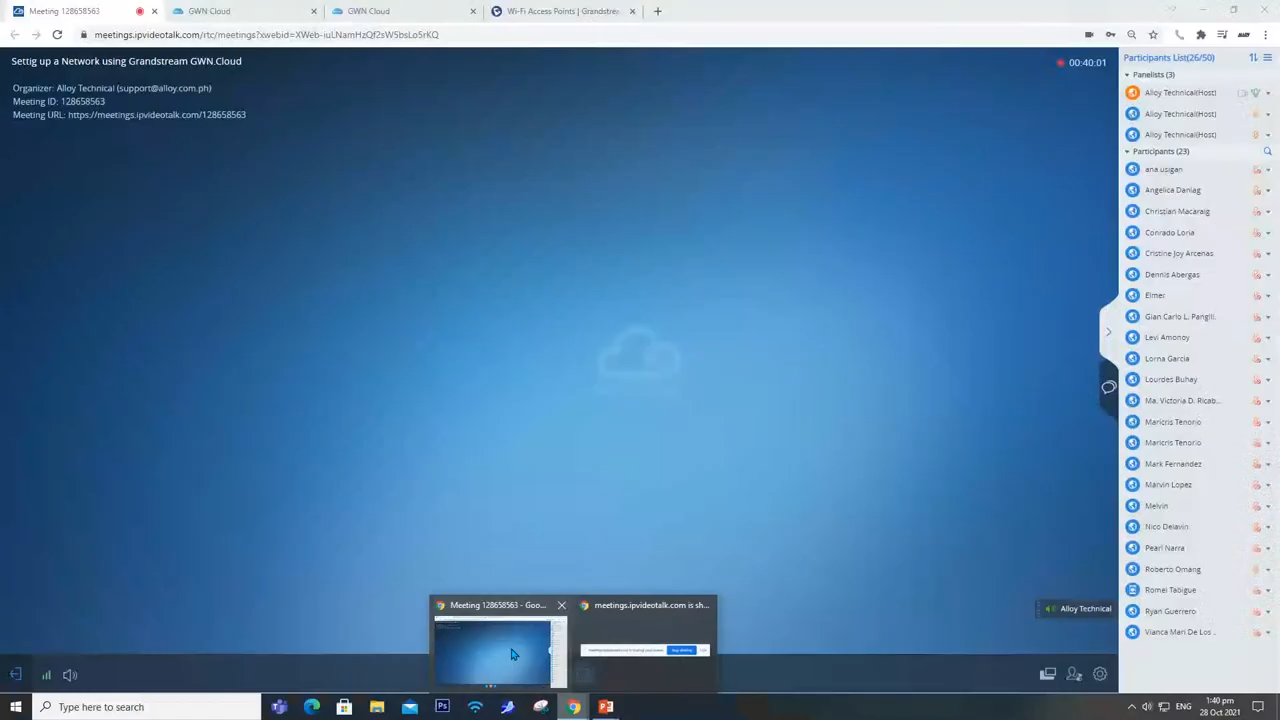 Meeting 128658563
GWN Cloud
GWN Cloud
Wi-Fi Access Points | Grandstrea
meetings.ipvideotalk.com/rtc/meetings?xwebid=XWeb-iuLNamHzQf2sW5bsLo5rKQ
Settig up a Network using Grandstream GWN.Cloud
00:40:01
Organizer: Alloy Technical (support@alloy.com.ph)
Meeting ID: 128658563
Meeting URL: https://meetings.ipvideotalk.com/128658563
Participants List(26/50)
Panelists (3)
Alloy Technical(Host)
Alloy Technical(Host)
Alloy Technical(Host)
Participants (23)
ana.usigan
Angelica Danlag
Christian Macaraig
Conrado Loria
Cristine Joy Arcenas
Dennis Abergas
Elmer
Gian Carlo L. Pangili..
Levi Amonoy
Lorna Garcia
Lourdes Buhay
Ma. Victoria D. Ricab...
Maricris Tenorio
Maricris Tenorio
Mark Fernandez
Marvin Lopez
Melvin
Nico Delavin
Pearl Narra
Roberto Omang
Romel Tabigue
Ryan Guerrero
Vianca Mari De Los ..
Alloy Technical
Meeting 128658563 - Goo...
meetings.ipvideotalk.com is sh...
Type here to search
ENG
1:40 pm
28 Oct 2021